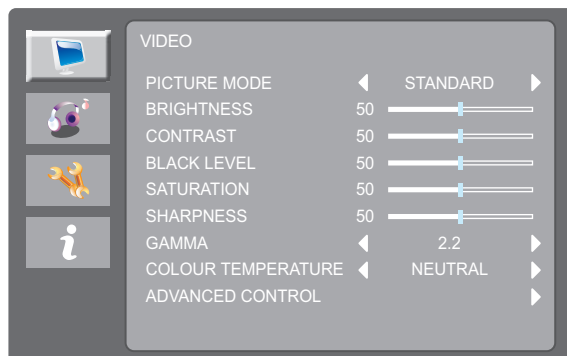 VIDEO
PICTURE MODE STANDARD
BRIGHTNESS 50
CONTRAST 50
BLACK LEVEL 50
SATURATION 50
SHARPNESS 50
GAMMA 2.2
COLOUR TEMPERATURE NEUTRAL
ADVANCED CONTROL